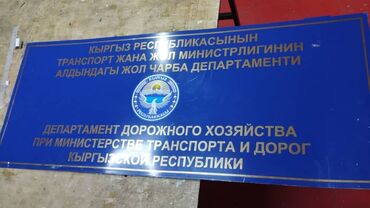 КЫРГЫЗ РЕСПУБЛИКАСЫНЫН
ТРАНСПОРТ ЖАНА ЖОЛ МИНИСТРЛИГИНИН
АЛДЫНДАГЫ ЖОЛ ЧАРБА ДЕПАРТАМЕНТИ
ДЕПАРТАМЕНТ ДОРОЖНОГО ХОЗЯЙСТВА
ПРИ МИНИСТЕРСТВЕ ТРАНСПОРТА И ДОРОГ
КЫРГЫЗСКОЙ РЕСПУБЛИКИ